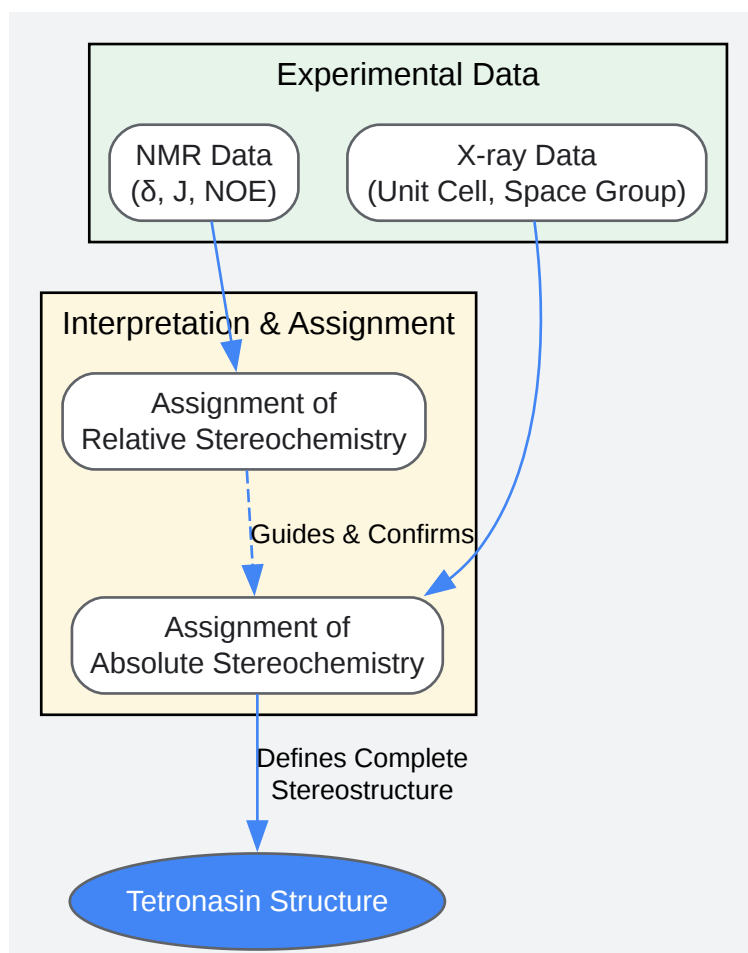 Experimental Data
NMR Data
(δ, J, NOE)
X-ray Data
(Unit Cell, Space Group)
Interpretation & Assignment
Assignment of
Relative Stereochemistry
Guides & Confirms
Assignment of
Absolute Stereochemistry
Defines Complete
Stereostructure
Tetronasin Structure